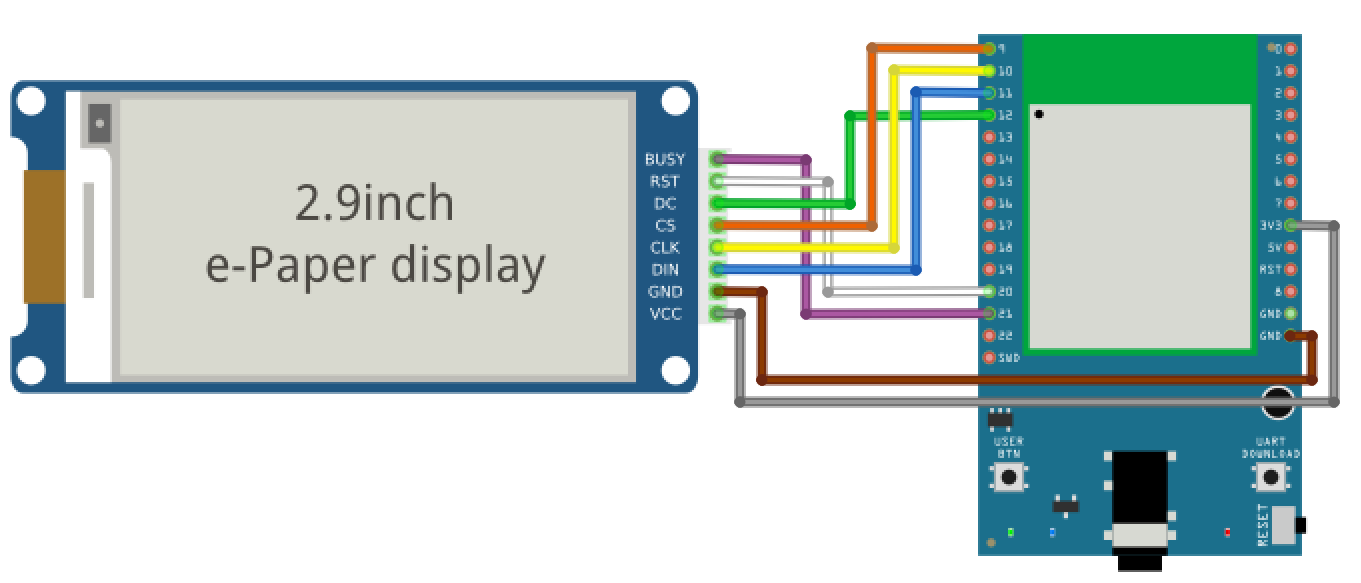 2.9inch
e-Paper display
BUSY
RST
DC
CS
CLK
DIN
GND
VCC
9
10
11
12
13
14
15
16
17
18
19
20
21
22
SWD
0
1
2
3
4
5
6
7
3V3
5V
RST
8
GND
GND
USER
BTN
UART
DOWNLOAD
RESET